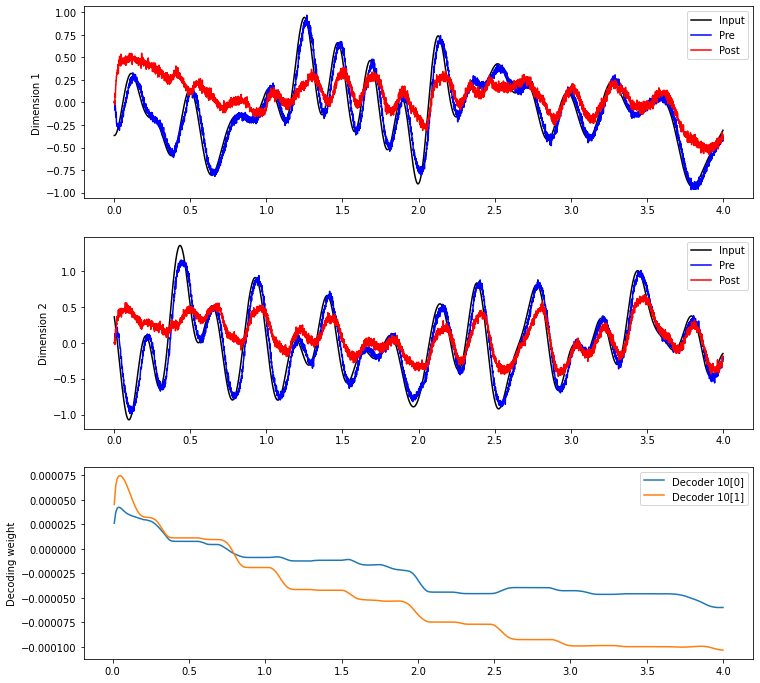 1.00
0.75
0.50
0.25
0.00
−0.25
−0.50
−0.75
−1.00
Dimension 1
Input
Pre
Post
0.0 0.5 1.0 1.5 2.0 2.5 3.0 3.5 4.0
1.0
0.5
0.0
−0.5
−1.0
Dimension 2
Input
Pre
Post
0.0 0.5 1.0 1.5 2.0 2.5 3.0 3.5 4.0
0.000075
0.000050
0.000025
0.000000
−0.000025
−0.000050
−0.000075
−0.000100
Decoding weight
Decoder 10[0]
Decoder 10[1]
0.0 0.5 1.0 1.5 2.0 2.5 3.0 3.5 4.0